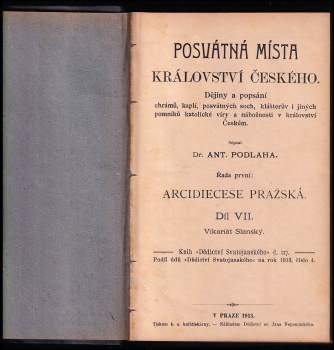 POSVÁTNÁ MÍSTA
KRÁLOVSTVÍ ČESKÉHO.
Dějiny a popsání
chrámů, kaplí, posvátných soch, klášterův i jiných
pomníků katolické víry a nábožnosti v království
Českém.
Napsal
Dr. ANT. PODLAHA.
Řada první:
ARCIDIECESE PRAŽSKÁ.
Díl VII.
Vikariát Slanský.
Knih »Dědictví Svatojanského« č. 127.
Podíl údů »Dědictví Svatojanského« na rok 1913, číslo 4.
V PRAZE 1913.
Tiskem k. a. knihtiskárny. — Nákladem Dědictví sv. Jana Nepomuckého.